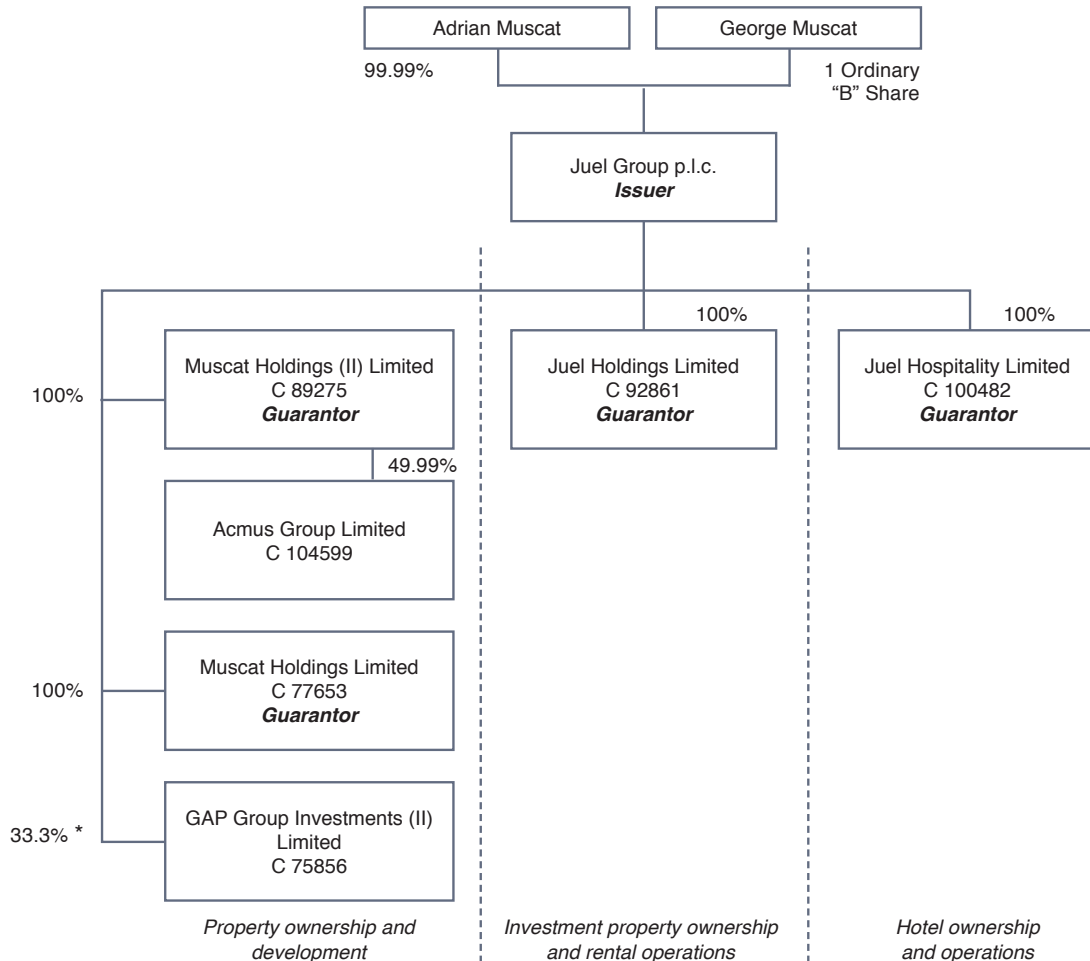 Adrian Muscat
George Muscat
99.99%
1 Ordinary
“B” Share
Juel Group p.l.c.
Issuer
100%
100%
Muscat Holdings (II) Limited
C 89275
Guarantor
Juel Holdings Limited
C 92861
Guarantor
Juel Hospitality Limited
C 100482
Guarantor
100%
49.99%
Acmus Group Limited
C 104599
100%
Muscat Holdings Limited
C 77653
Guarantor
33.3% *
GAP Group Investments (II)
Limited
C 75856
Property ownership and
development
Investment property ownership
and rental operations
Hotel ownership
and operations